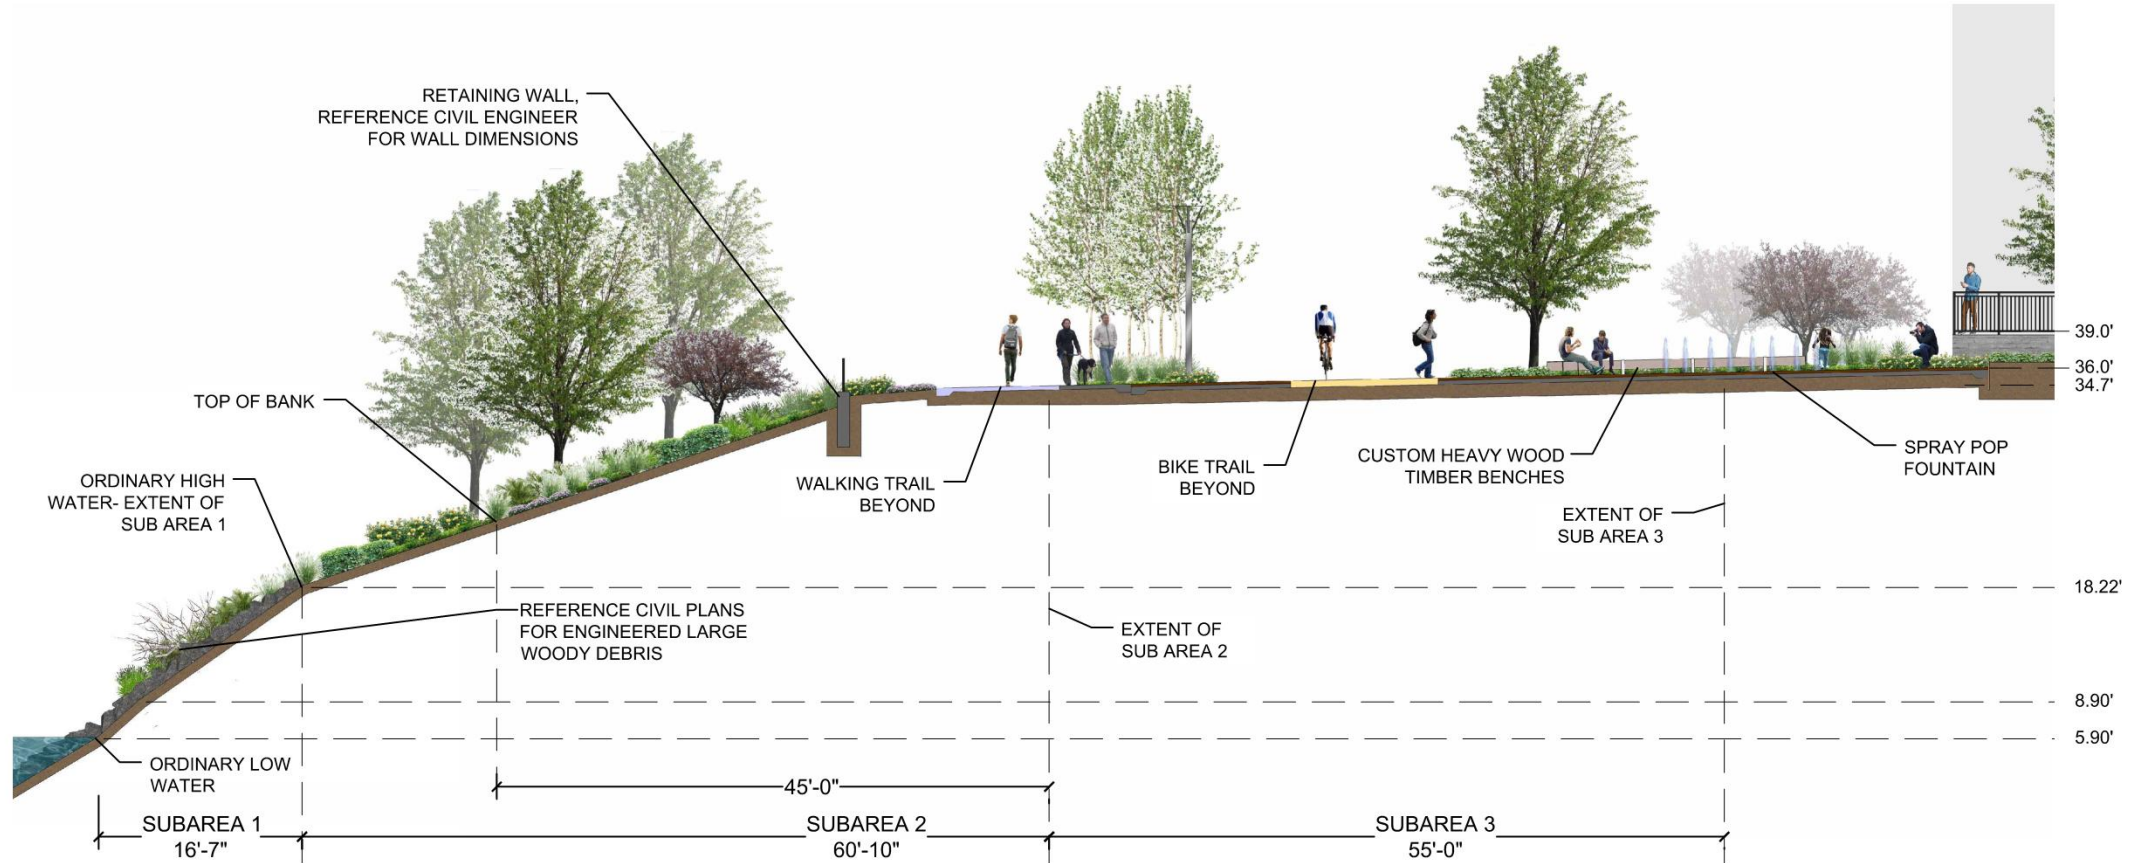 RETAINING WALL,
REFERENCE CIVIL ENGINEER
FOR WALL DIMENSIONS
TOP OF BANK
ORDINARY HIGH
WATER- EXTENT OF
SUB AREA 1
WALKING TRAIL
BEYOND
BIKE TRAIL
BEYOND
CUSTOM HEAVY WOOD
TIMBER BENCHES
SPRAY POP
FOUNTAIN
EXTENT OF
SUB AREA 3
39.0'
36.0'
34.7'
18.22'
8.90'
5.90'
REFERENCE CIVIL PLANS
FOR ENGINEERED LARGE
WOODY DEBRIS
EXTENT OF
SUB AREA 2
ORDINARY LOW
WATER
45'-0"
SUBAREA 1
16'-7"
SUBAREA 2
60'-10"
SUBAREA 3
55'-0"